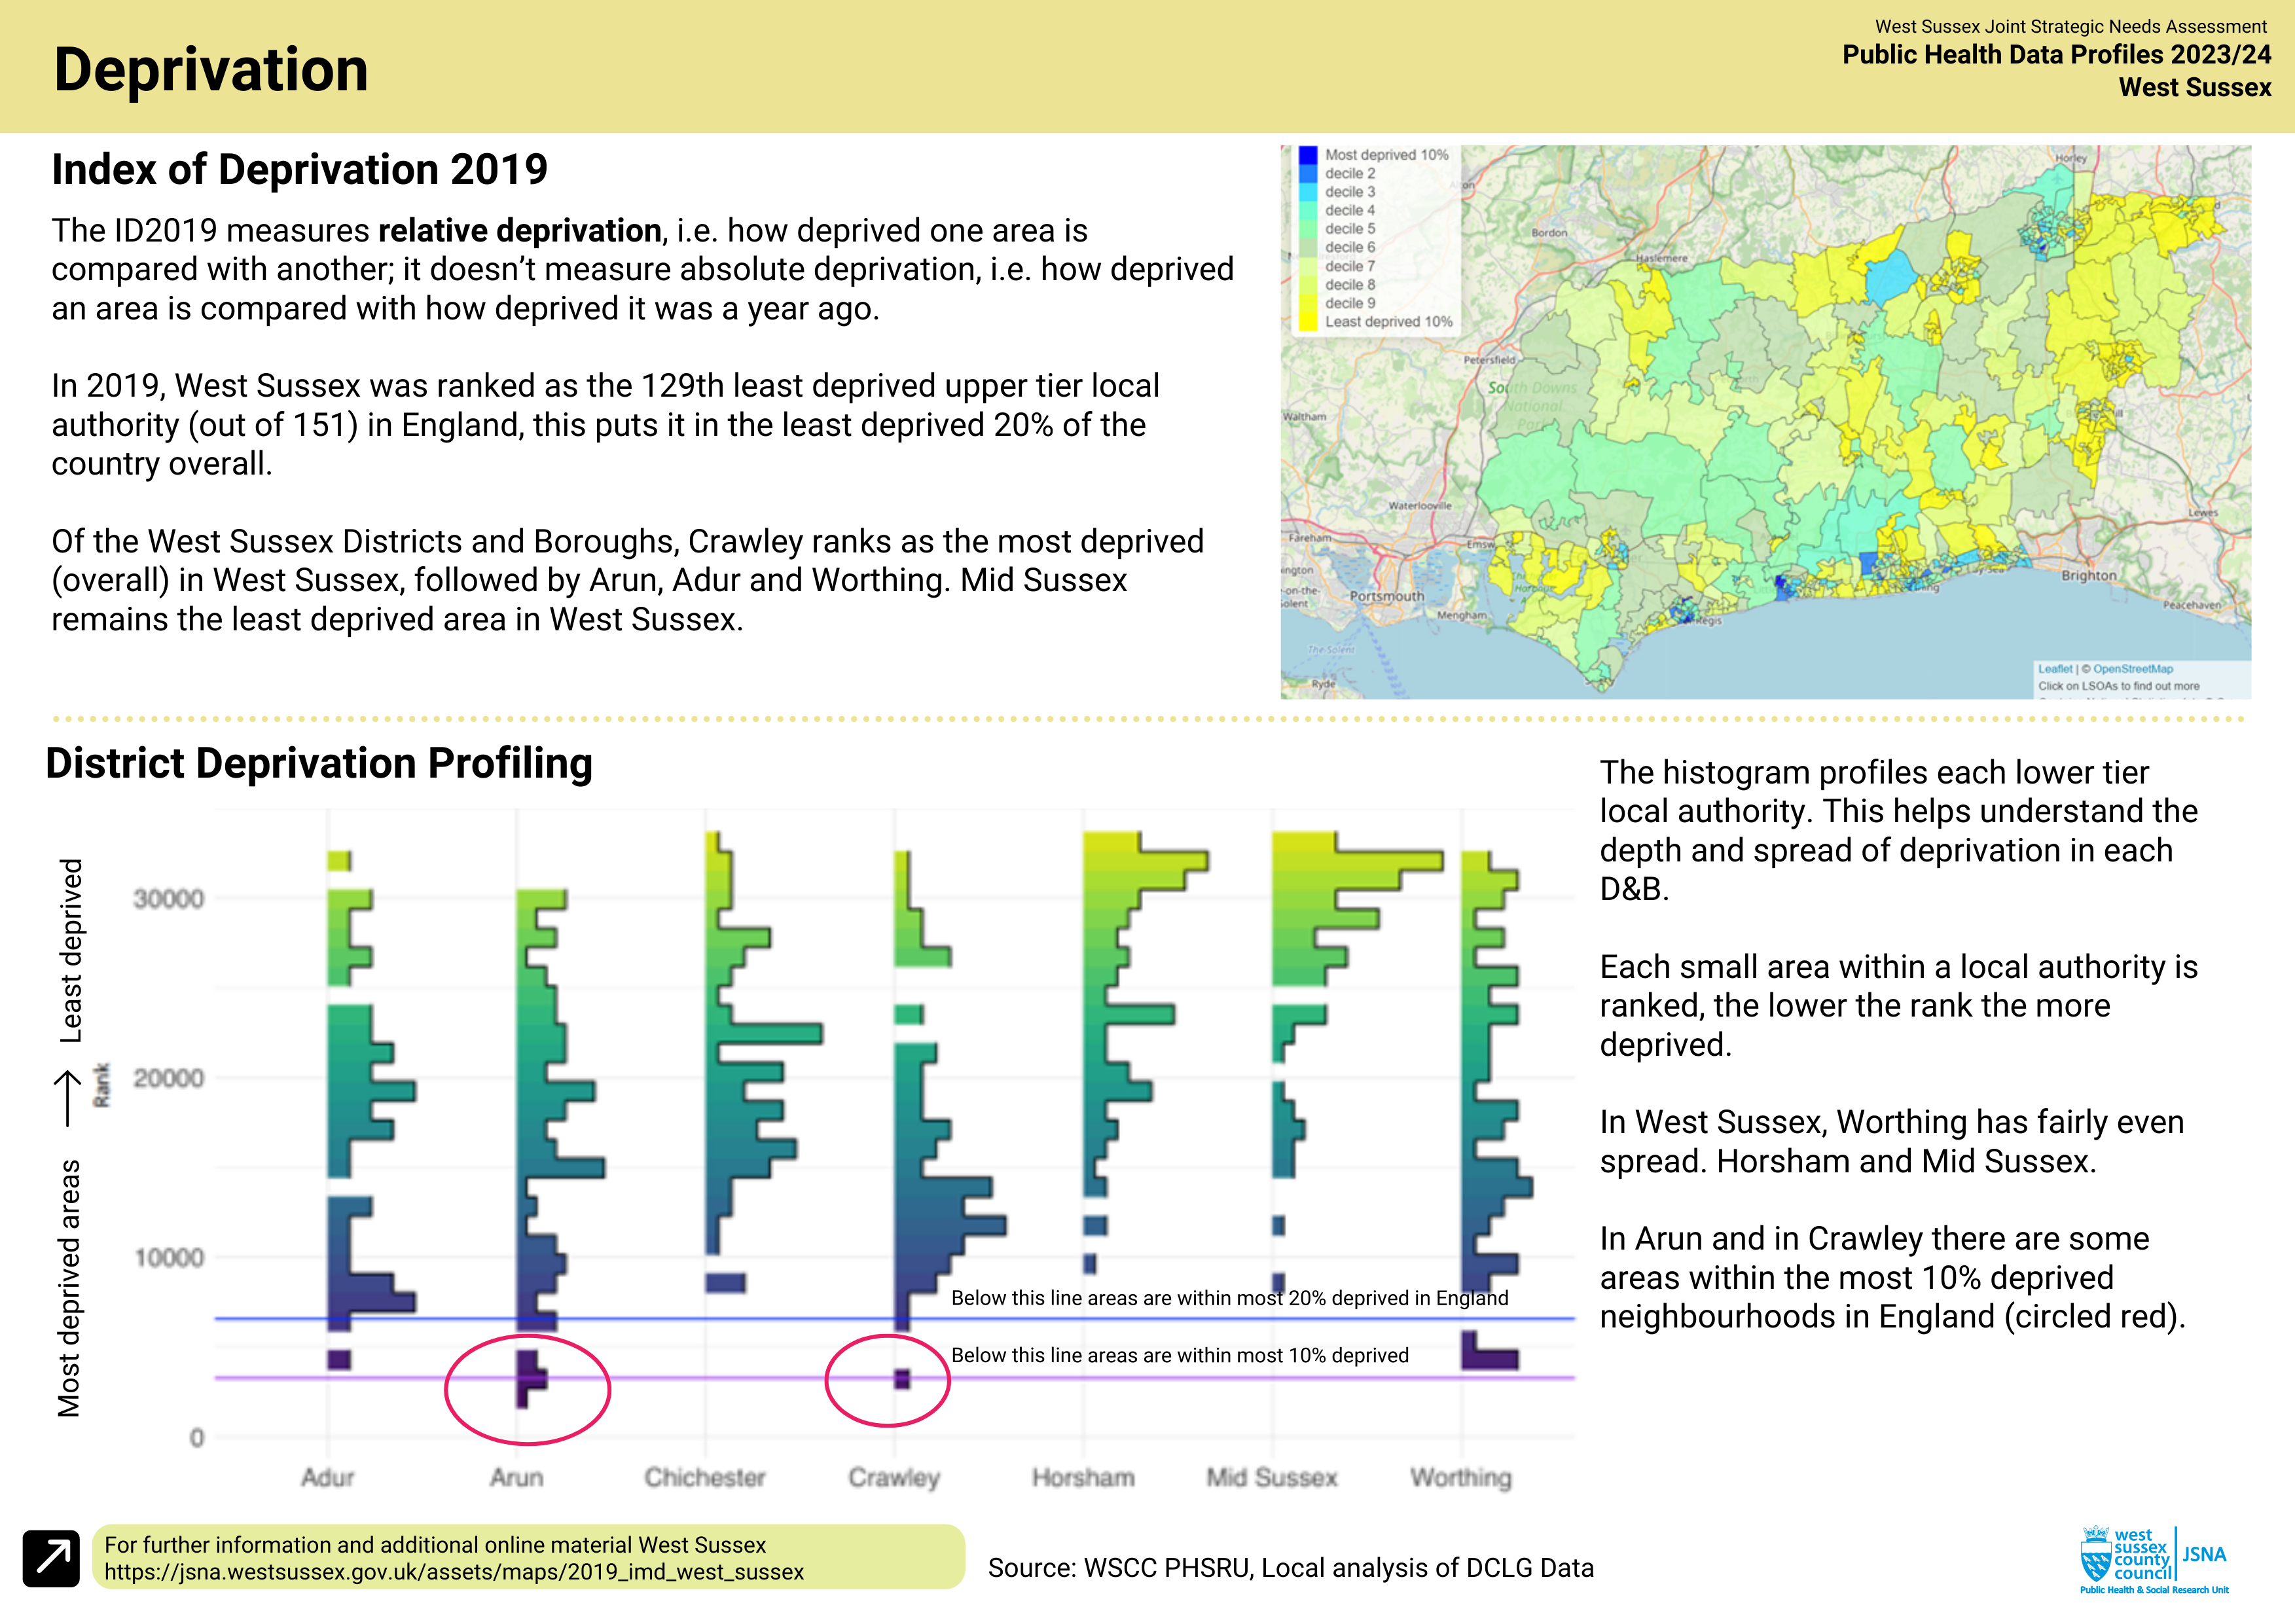 Deprivation
West Sussex Joint Strategic Needs Assessment
Public Health Data Profiles 2023/24
West Sussex
Index of Deprivation 2019
The ID2019 measures relative deprivation, i.e. how deprived one area is
compared with another; it doesn't measure absolute deprivation, i.e. how deprived
an area is compared with how deprived it was a year ago.
In 2019, West Sussex was ranked as the 129th least deprived upper tier local
authority (out of 151) in England, this puts it in the least deprived 20% of the
country overall.
Of the West Sussex Districts and Boroughs, Crawley ranks as the most deprived
(overall) in West Sussex, followed by Arun, Adur and Worthing. Mid Sussex
remains the least deprived area in West Sussex.
Most deprived 10%
decile 2
decile 3
decile 4
decile 5
decile 6
decile 7
decile 8
decile 9
Least deprived 10%
Horley
Bordon
Haslemere
Petersfield
South Downs
National
Park
Waltham
Waterlooville
Lewes
Fareham
Emsw
ington
-on-the-
Solent
Portsmouth
Harbour
Mengham
Regis
Brighton
Peacehaven
The Solent
Ryde
Leaflet | © OpenStreetMap
Click on LSOAs to find out more
District Deprivation Profiling
Least deprived
Most deprived areas
Rank
30000
20000
10000
0
Below this line areas are within most 20% deprived in England
Below this line areas are within most 10% deprived
Adur
Arun
Chichester
Crawley
Horsham
Mid Sussex
Worthing
The histogram profiles each lower tier
local authority. This helps understand the
depth and spread of deprivation in each
D&B.
Each small area within a local authority is
ranked, the lower the rank the more
deprived.
In West Sussex, Worthing has fairly even
spread. Horsham and Mid Sussex.
In Arun and in Crawley there are some
areas within the most 10% deprived
neighbourhoods in England (circled red).
For further information and additional online material West Sussex
https://jsna.westsussex.gov.uk/assets/maps/2019_imd_west_sussex
Source: WSCC PHSRU, Local analysis of DCLG Data
west
sussex
county
council
JSNA
Public Health & Social Research Unit